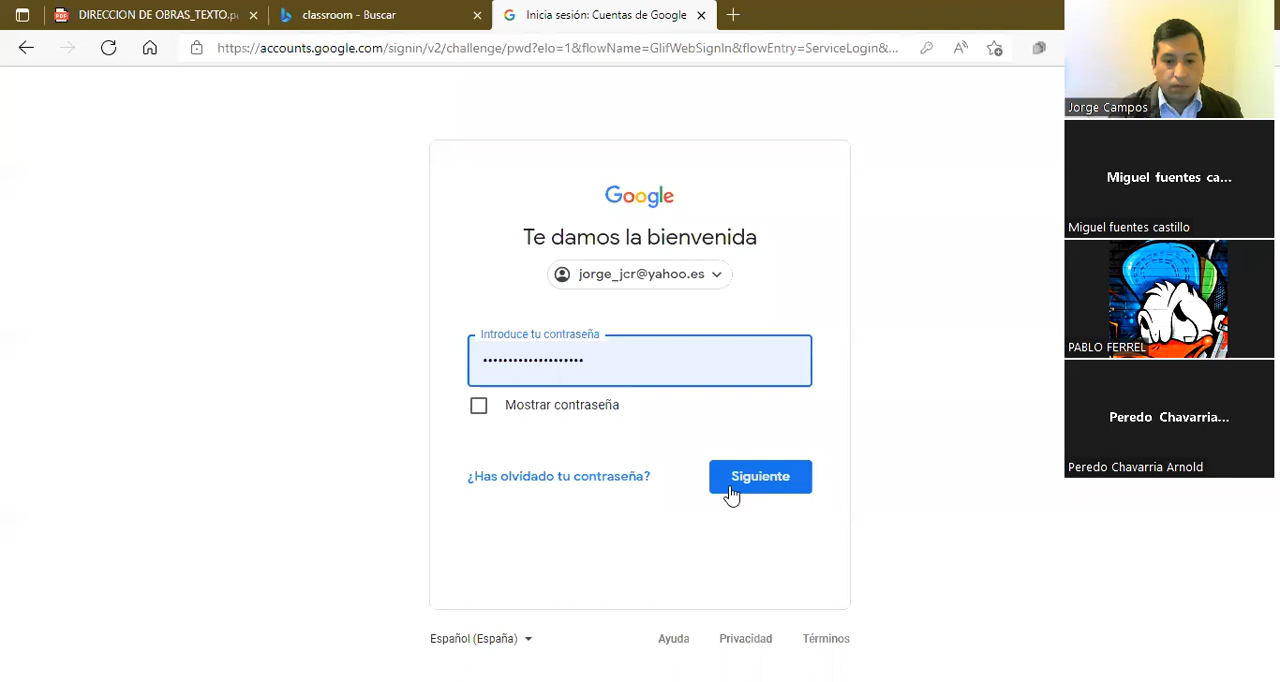 DIRECCION DE OBRAS_TEXTO.p
classroom - Buscar
Inicia sesión: Cuentas de Google
https://accounts.google.com/signin/v2/challenge/pwd?elo=1&flowName=GlifWebSignIn&flowEntry=ServiceLogin&...
Google
Te damos la bienvenida
jorge_jcr@yahoo.es
Introduce tu contraseña
••••••••••••••••••••
Mostrar contraseña
¿Has olvidado tu contraseña?
Siguiente
Español (España)
Ayuda
Privacidad
Términos
Jorge Campos
Miguel fuentes ca...
Miguel fuentes castillo
PABLO FERREL
Peredo Chavarria...
Peredo Chavarria Arnold